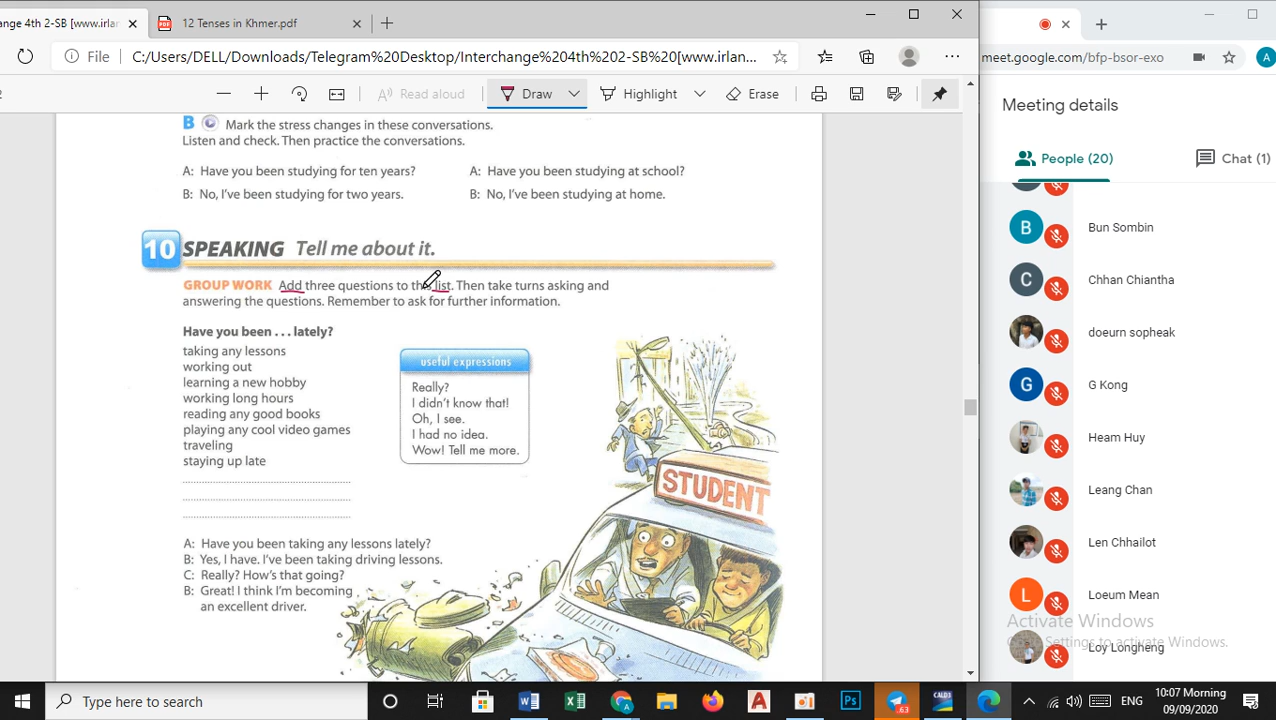 ange 4th 2-SB [www.irlar
12 Tenses in Khmer.pdf
File
C:/Users/DELL/Downloads/Telegram%20Desktop/Interchange%204th%202-SB%20[www.irlan...
meet.google.com/bfp-bsor-exo
A
2
Read aloud
Draw
Highlight
Erase
Meeting details
People (20)
Chat (1)
B Mark the stress changes in these conversations.
Listen and check. Then practice the conversations.
A: Have you been studying for ten years?
B: No, I've been studying for two years.
A: Have you been studying at school?
B: No, I've been studying at home.
10 SPEAKING Tell me about it.
GROUP WORK Add three questions to this list. Then take turns asking and
answering the questions. Remember to ask for further information.
Have you been . . . lately?
taking any lessons
working out
learning a new hobby
working long hours
reading any good books
playing any cool video games
traveling
staying up late
useful expressions
Really?
I didn't know that!
Oh, I see.
I had no idea.
Wow! Tell me more.
STUDENT
A: Have you been taking any lessons lately?
B: Yes, I have. I've been taking driving lessons.
C: Really? How's that going?
B: Great! I think I'm becoming
an excellent driver.
B Bun Sombin
C Chhan Chiantha
doeurn sopheak
G G Kong
Heam Huy
Leang Chan
Len Chhailot
L Loeum Mean
Loy Longheng
Activate Windows
Go to Settings to activate Windows.
Type here to search
A
Ps
63
CALD3
ENG
10:07 Morning
09/09/2020